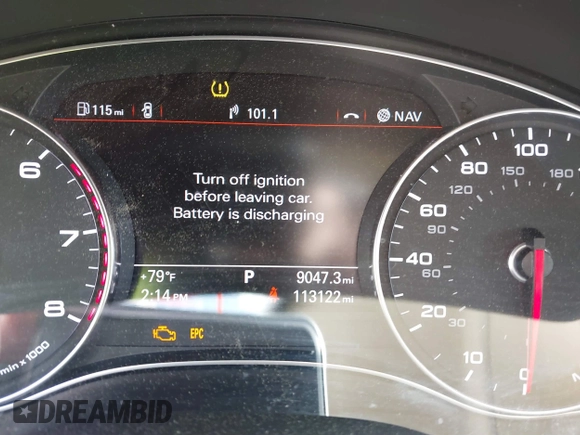 115 mi 101.1 NAV
Turn off ignition
before leaving car.
Battery is discharging
+79°F P 9047.3 mi
2:14 PM 113122 mi
EPC
6
7
8
min x 1000
0
10
20
30
40
60
60
80
90
100
120
150
180
DREAMBID